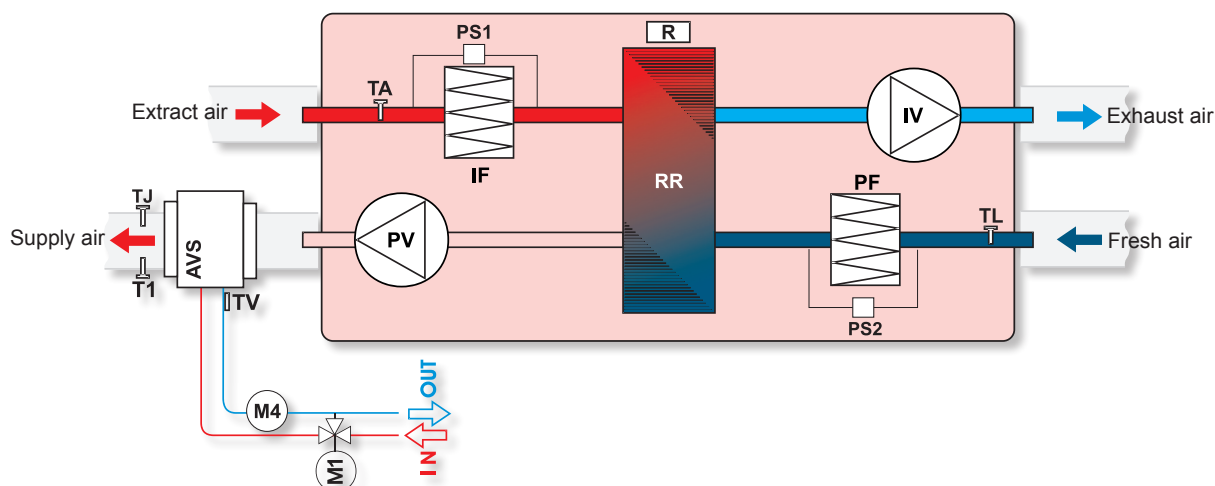 PS1
R
TA
Extract air
IV
Exhaust air
IF
RR
PF
TJ
TL
Supply air
AVS
PV
Fresh air
T1
TV
PS2
OUT
M4
IN
M1